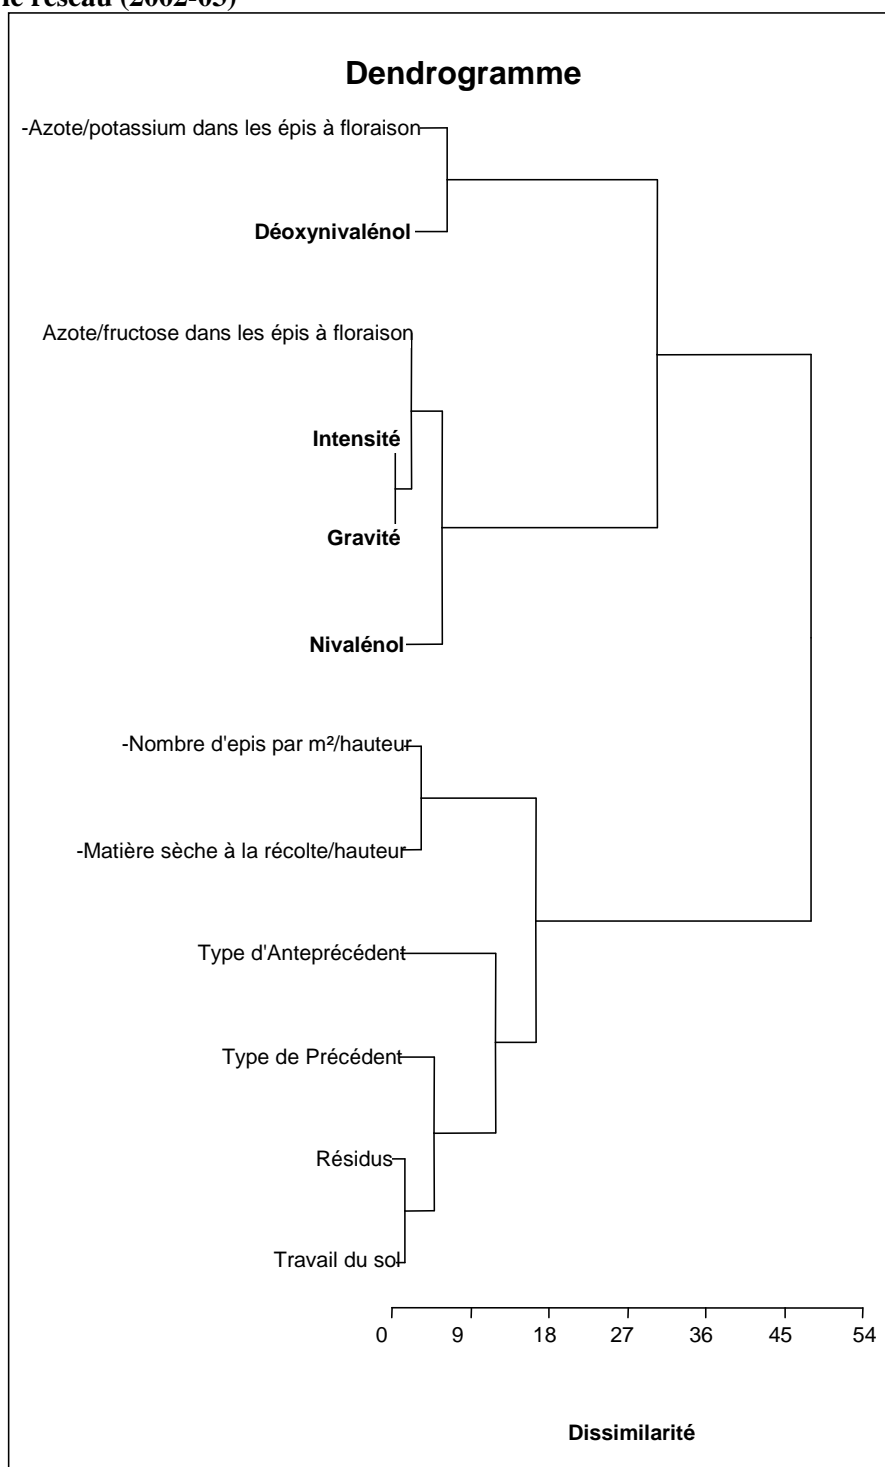 le réseau (2002-03)
Dendrogramme
-Azote/potassium dans les épis à floraison
Déoxynivalénol
Azote/fructose dans les épis à floraison
Intensité
Gravité
Nivalénol
-Nombre d'epis par m²/hauteur
-Matière sèche à la récolte/hauteur
Type d'Anteprécédent
Type de Précédent
Résidus
Travail du sol
0 9 18 27 36 45 54
Dissimilarité